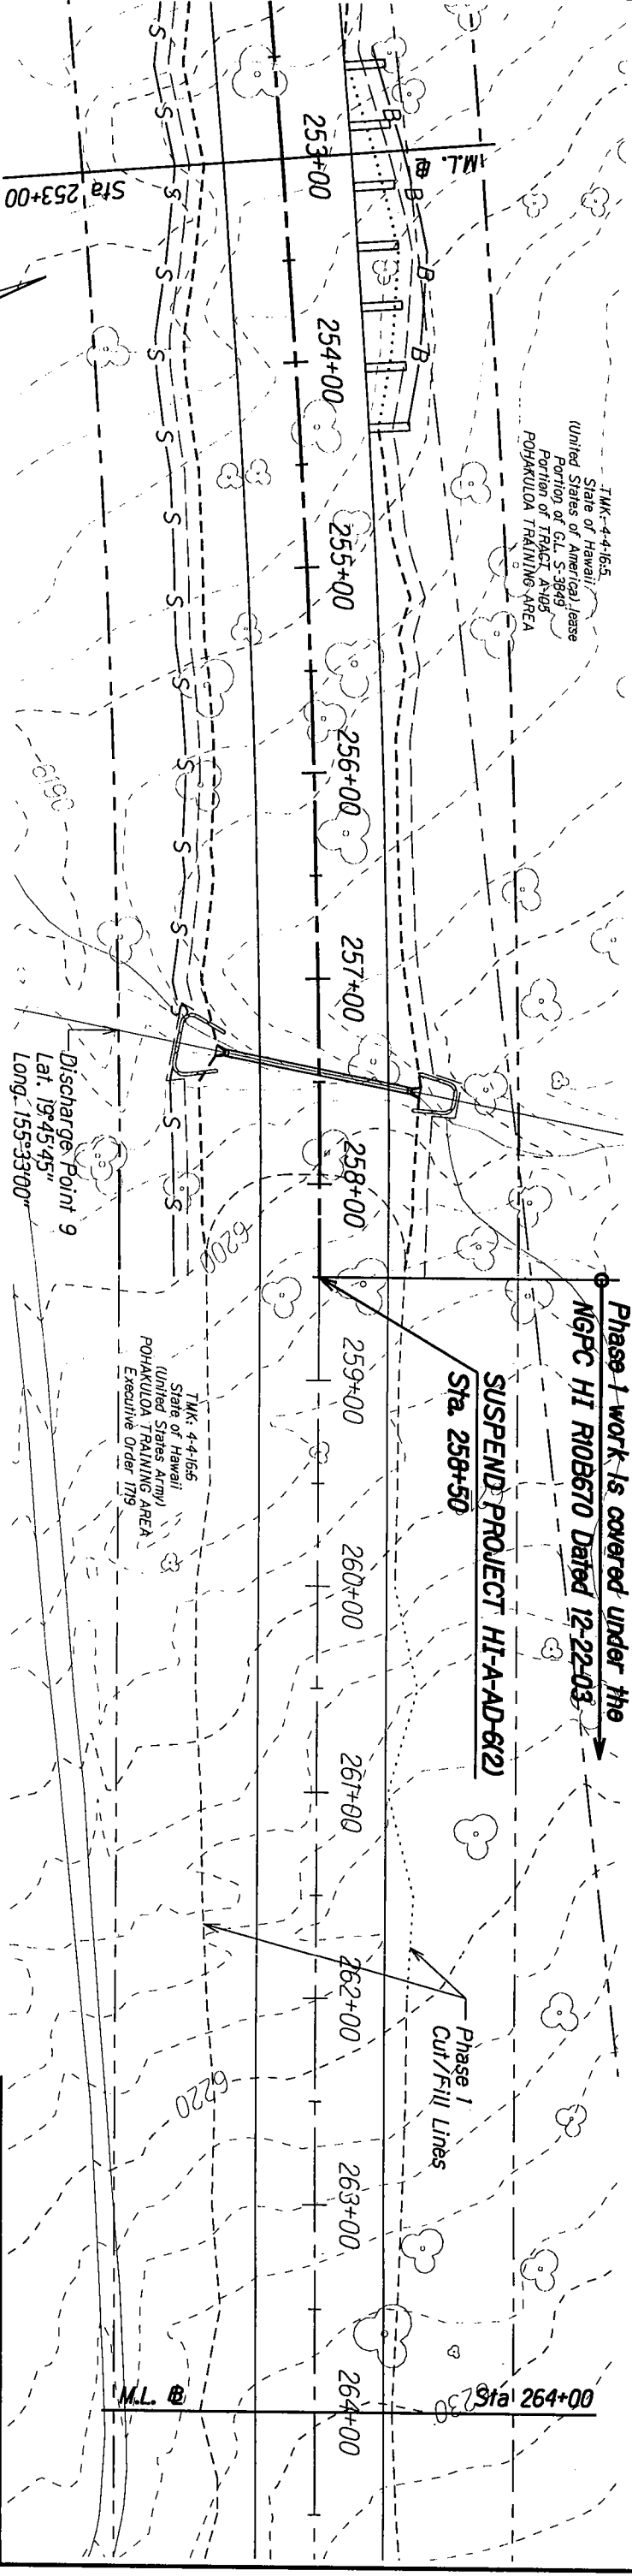 M.L. ⅊
Sta 253+00
253+00
254+00
255+00
256+00
257+00
258+00
259+00
260+00
261+00
262+00
263+00
264+00
B
B
B
B
S
S
S
S
S
S
S
S
S
S
S
S
S
S
TMK: 4-4-16:5
State of Hawaii
(United States of America) lease
Portion of G.L. S-3849
Portion of TRACT A-105
POHAKULOA TRAINING AREA
6190
Discharge Point 9
Lat. 19°45'45"
Long. 155°33'00"
6200
Phase 1 work is covered under the
NGPC HI R10B670 Dated 12-22-03
SUSPEND PROJECT HI-A-AD-6(2)
Sta. 258+50
TMK: 4-4-16:6
State of Hawaii
(United States Army)
POHAKULOA TRAINING AREA
Executive Order 1719
Phase 1
Cut/Fill Lines
6220
6230
M.L. ⅊
Sta 264+00